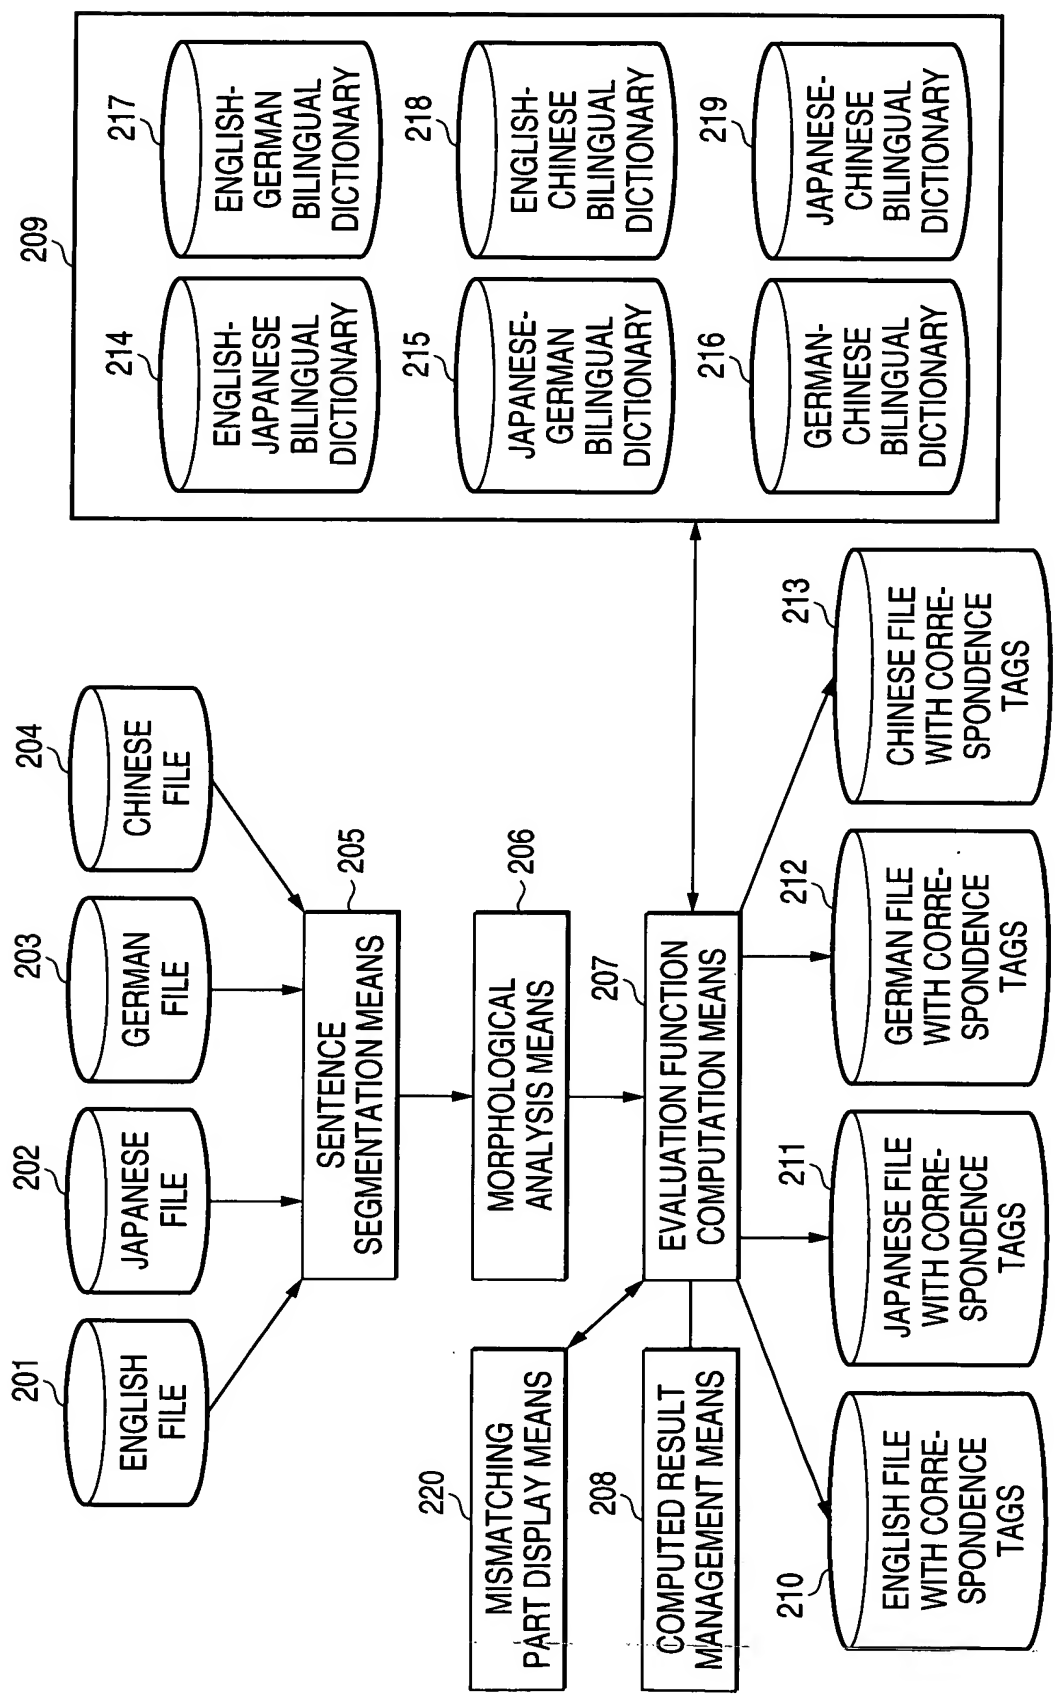 201
ENGLISH
FILE
202
JAPANESE
FILE
203
GERMAN
FILE
204
CHINESE
FILE
205
SENTENCE
SEGMENTATION MEANS
206
MORPHOLOGICAL
ANALYSIS MEANS
220
MISMATCHING
PART DISPLAY MEANS
208
COMPUTED RESULT
MANAGEMENT MEANS
207
EVALUATION FUNCTION
COMPUTATION MEANS
210
ENGLISH FILE
WITH CORRE-
SPONDENCE
TAGS
211
JAPANESE FILE
WITH CORRE-
SPONDENCE
TAGS
212
GERMAN FILE
WITH CORRE-
SPONDENCE
TAGS
213
CHINESE FILE
WITH CORRE-
SPONDENCE
TAGS
209
214
ENGLISH-
JAPANESE
BILINGUAL
DICTIONARY
217
ENGLISH-
GERMAN
BILINGUAL
DICTIONARY
215
JAPANESE-
GERMAN
BILINGUAL
DICTIONARY
218
ENGLISH-
CHINESE
BILINGUAL
DICTIONARY
216
GERMAN-
CHINESE
BILINGUAL
DICTIONARY
219
JAPANESE-
CHINESE
BILINGUAL
DICTIONARY